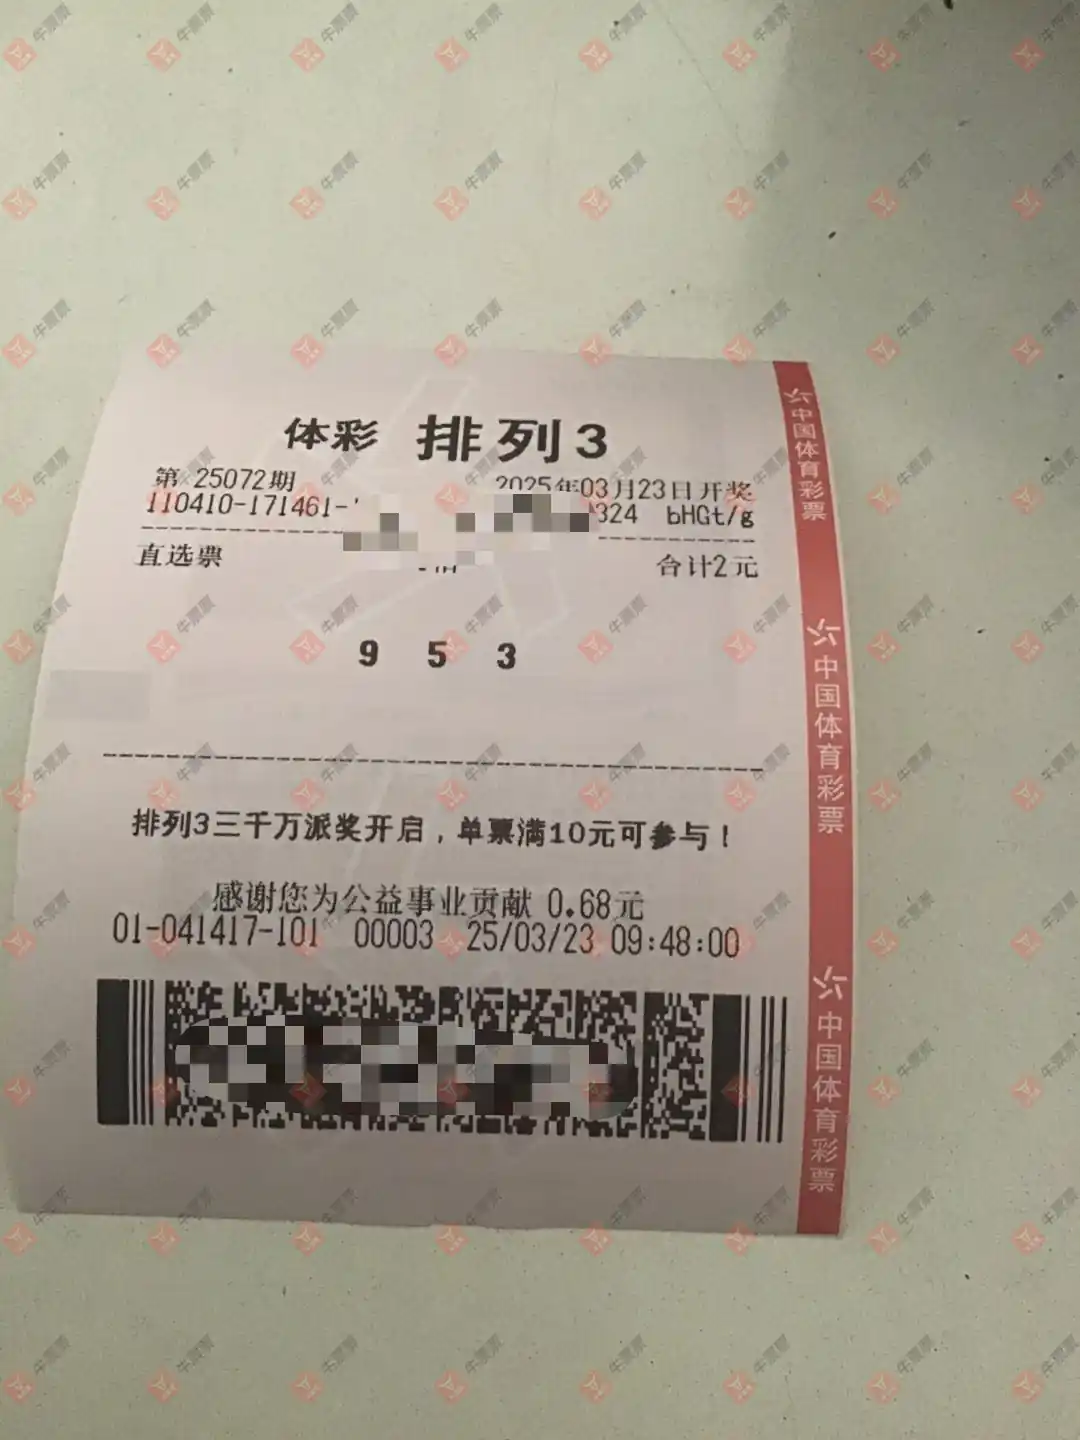 体彩 排列3
第 25072期 2025年03月23日开奖
110410-171461- 324 bHGt/g
直选票 合计2元
9 5 3
排列3三千万派奖开启，单票满10元可参与！
感谢您为公益事业贡献 0.68元
01-041417-101 00003 25/03/23 09:48:00
中国体育彩票
中国体育彩票
中国体育彩票
牛票票